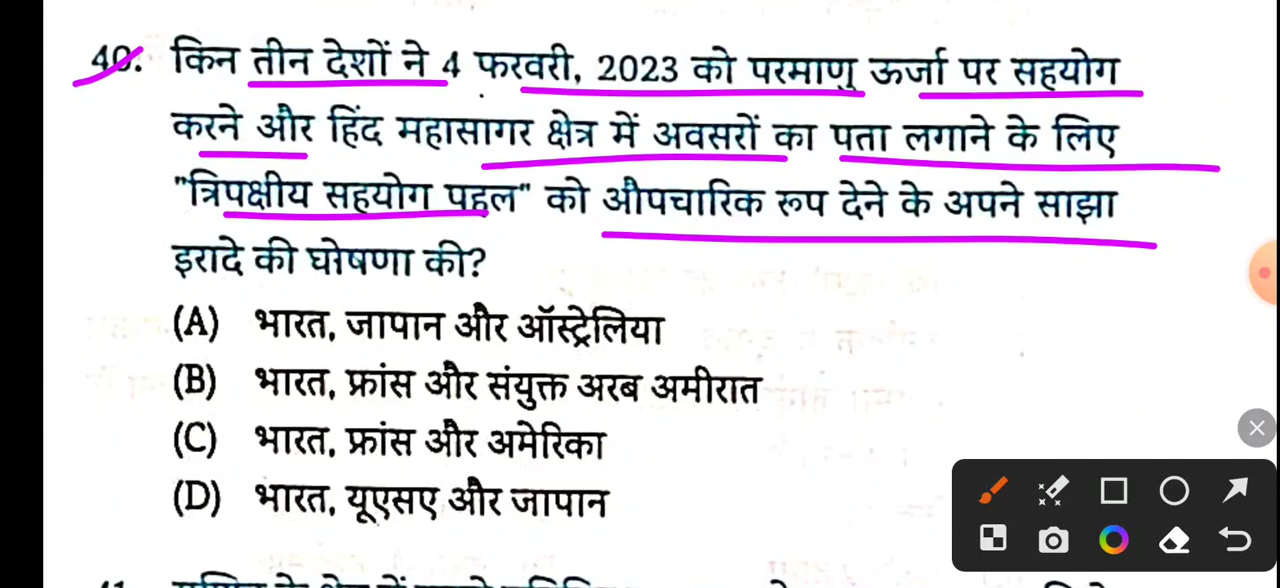 40. किन तीन देशों ने 4 फरवरी, 2023 को परमाणु ऊर्जा पर सहयोग
करने और हिंद महासागर क्षेत्र में अवसरों का पता लगाने के लिए
"त्रिपक्षीय सहयोग पहल" को औपचारिक रूप देने के अपने साझा
इरादे की घोषणा की?
(A) भारत, जापान और ऑस्ट्रेलिया
(B) भारत, फ्रांस और संयुक्त अरब अमीरात
(C) भारत, फ्रांस और अमेरिका
(D) भारत, यूएसए और जापान